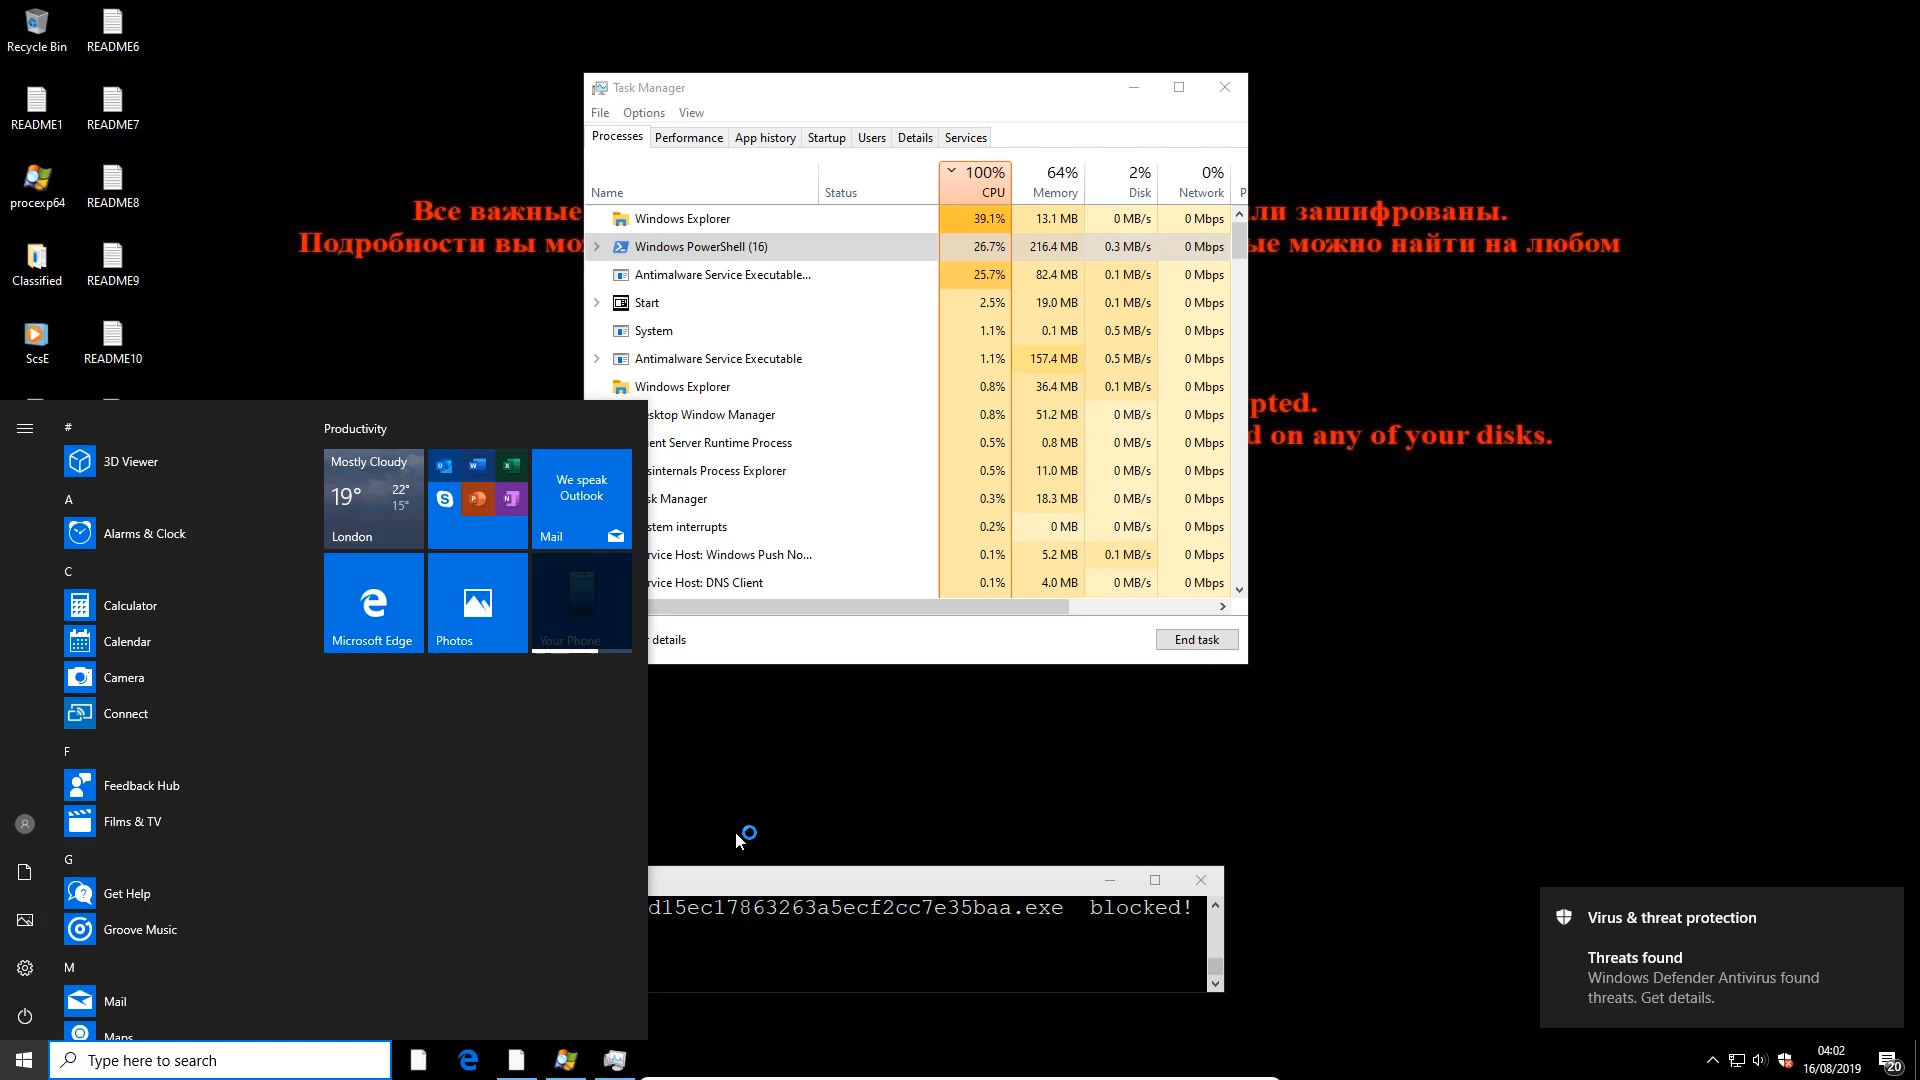 Recycle Bin
README6
README1
README7
procexp64
README8
Classified
README9
ScsE
README10
Все важные
ли зашифрованы.
Подробности вы мо
ые можно найти на любом
pted.
d on any of your disks.
Task Manager
File Options View
Processes Performance App history Startup Users Details Services
100% 64% 2% 0%
Name Status CPU Memory Disk Network P
Windows Explorer 39.1% 13.1 MB 0 MB/s 0 Mbps
Windows PowerShell (16) 26.7% 216.4 MB 0.3 MB/s 0 Mbps
Antimalware Service Executable... 25.7% 82.4 MB 0.1 MB/s 0 Mbps
Start 2.5% 19.0 MB 0.1 MB/s 0 Mbps
System 1.1% 0.1 MB 0.5 MB/s 0 Mbps
Antimalware Service Executable 1.1% 157.4 MB 0.5 MB/s 0 Mbps
Windows Explorer 0.8% 36.4 MB 0.1 MB/s 0 Mbps
esktop Window Manager 0.8% 51.2 MB 0 MB/s 0 Mbps
ient Server Runtime Process 0.5% 0.8 MB 0 MB/s 0 Mbps
sinternals Process Explorer 0.5% 11.0 MB 0 MB/s 0 Mbps
sk Manager 0.3% 18.3 MB 0 MB/s 0 Mbps
stem interrupts 0.2% 0 MB 0 MB/s 0 Mbps
rvice Host: Windows Push No... 0.1% 5.2 MB 0.1 MB/s 0 Mbps
rvice Host: DNS Client 0.1% 4.0 MB 0 MB/s 0 Mbps
r details
End task
#
3D Viewer
A
Alarms & Clock
C
Calculator
Calendar
Camera
Connect
F
Feedback Hub
Films & TV
G
Get Help
Groove Music
M
Mail
Maps
Productivity
Mostly Cloudy
19° 22°
15°
London
We speak
Outlook
Mail
Microsoft Edge
Photos
Your Phone
d15ec17863263a5ecf2cc7e35baa.exe blocked!
Virus & threat protection
Threats found
Windows Defender Antivirus found
threats. Get details.
Type here to search
04:02
16/08/2019
20